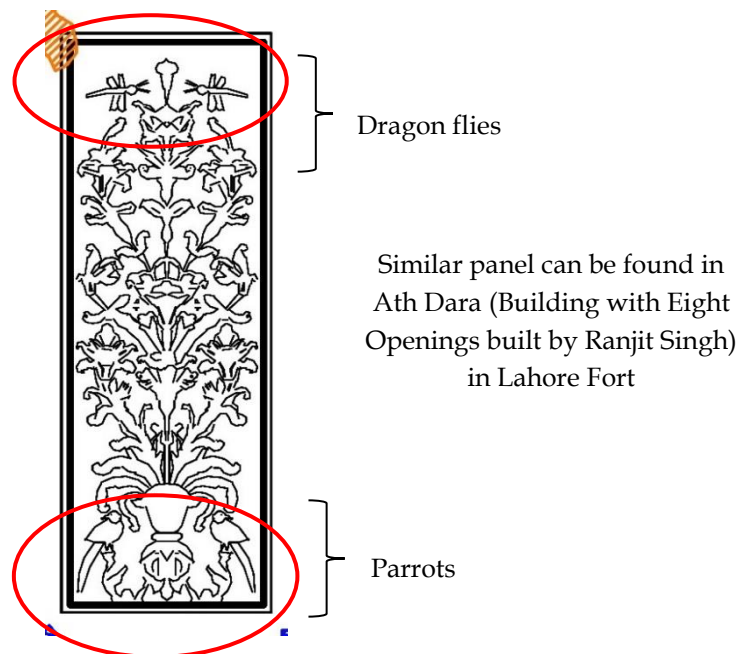 Dragon flies
Similar panel can be found in
Ath Dara (Building with Eight
Openings built by Ranjit Singh)
in Lahore Fort
Parrots